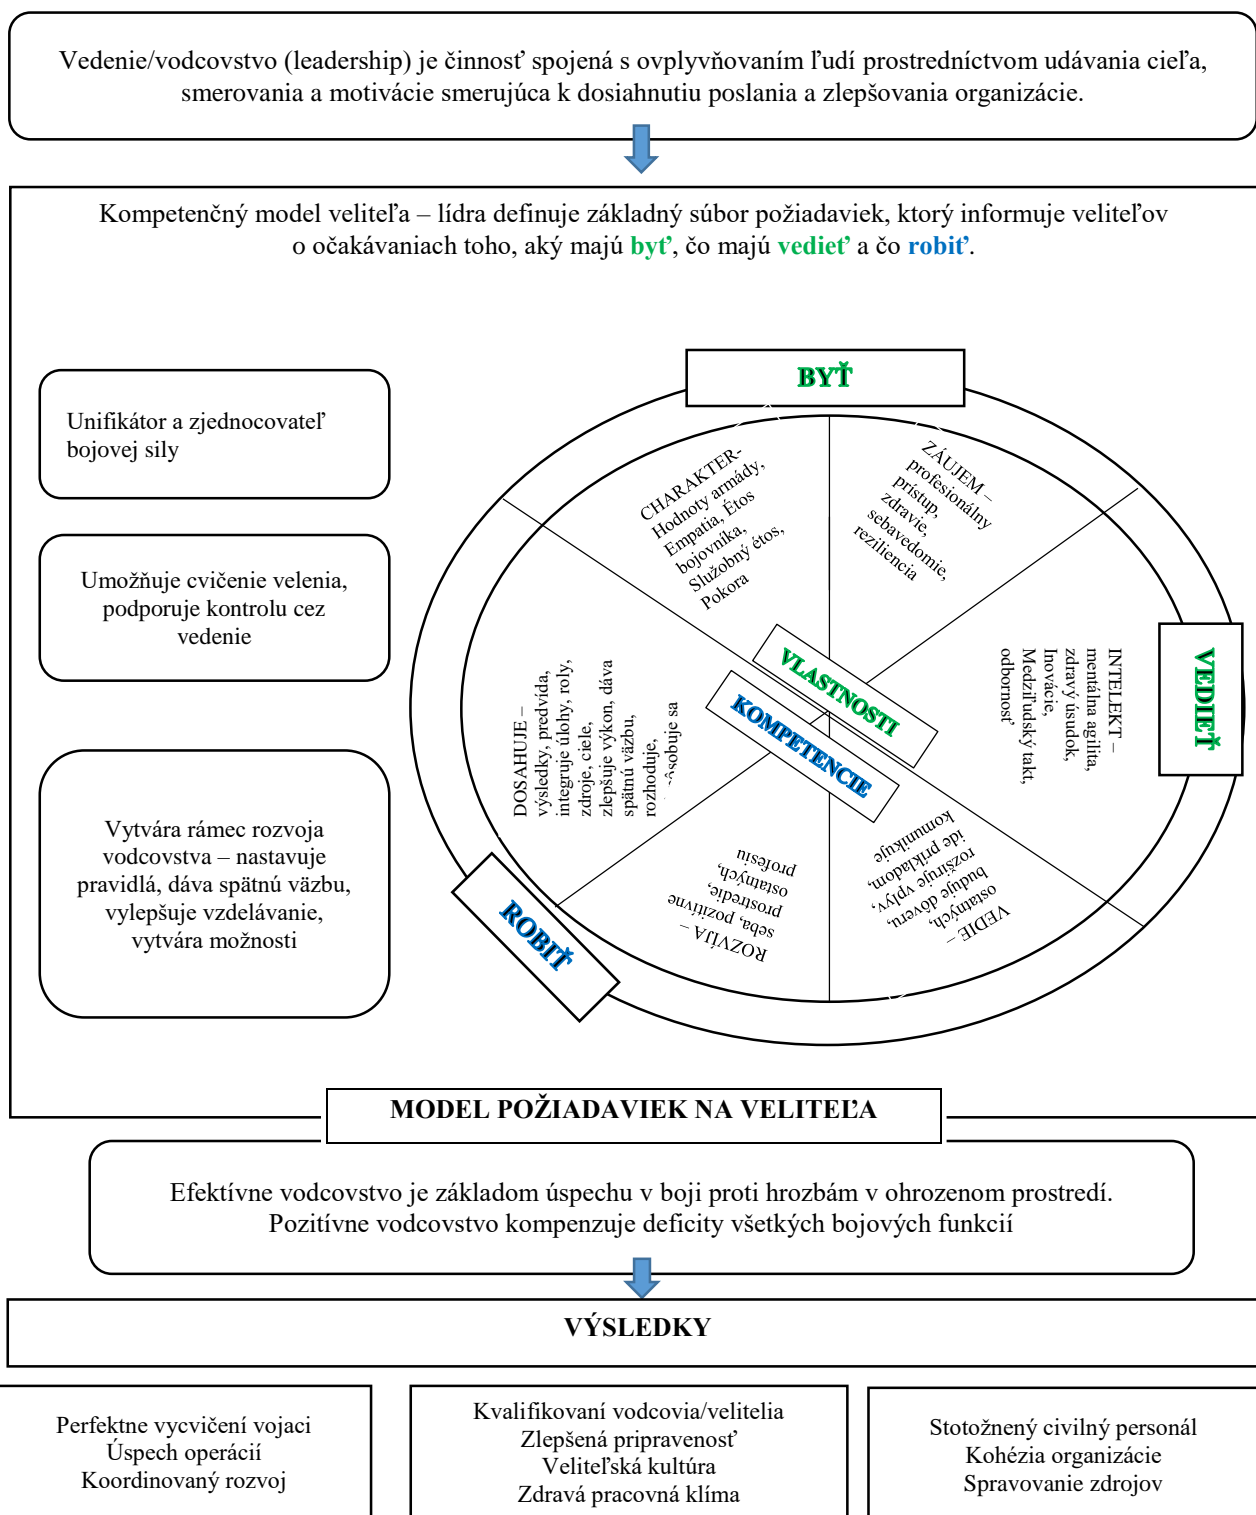 Vedenie/vodcovstvo (leadership) je činnosť spojená s ovplyvňovaním ľudí prostredníctvom udávania cieľa,
smerovania a motivácie smerujúca k dosiahnutiu poslania a zlepšovania organizácie.
Kompetenčný model veliteľa – lídra definuje základný súbor požiadaviek, ktorý informuje veliteľov
o očakávaniach toho, aký majú byť, čo majú vedieť a čo robiť.
Unifikátor a zjednocovateľ
bojovej sily
Umožňuje cvičenie velenia,
podporuje kontrolu cez
vedenie
Vytvára rámec rozvoja
vodcovstva – nastavuje
pravidlá, dáva spätnú väzbu,
vylepšuje vzdelávanie,
vytvára možnosti
BYŤ
CHARAKTER-
Hodnoty armády,
Empatia, Étos
bojovníka,
Služobný étos,
Pokora
ZÁUJEM –
profesionálny
prístup,
zdravie,
sebavedomie,
reziliencia
VEDIEŤ
INTELEKT –
mentálna agilita,
zdravý úsudok,
Inovácie,
Medziľudský takt,
odbornosť
VLASTNOSTI
KOMPETENCIE
DOSAHUJE –
výsledky, predvída,
integruje úlohy, roly,
zdroje, ciele,
zlepšuje výkon, dáva
spätnú väzbu,
rozhoduje,
ôsobuje sa
ROZVÍJA –
seba, pozitívne
prostredie,
ostatných,
profesiu
VEDIE –
ostatných,
buduje dôveru,
rozširuje vplyv,
ide príkladom,
komunikuje
ROBIŤ
MODEL POŽIADAVIEK NA VELITEĽA
Efektívne vodcovstvo je základom úspechu v boji proti hrozbám v ohrozenom prostredí.
Pozitívne vodcovstvo kompenzuje deficity všetkých bojových funkcií
VÝSLEDKY
Perfektne vycvičení vojaci
Úspech operácií
Koordinovaný rozvoj
Kvalifikovaní vodcovia/velitelia
Zlepšená pripravenosť
Veliteľská kultúra
Zdravá pracovná klíma
Stotožnený civilný personál
Kohézia organizácie
Spravovanie zdrojov